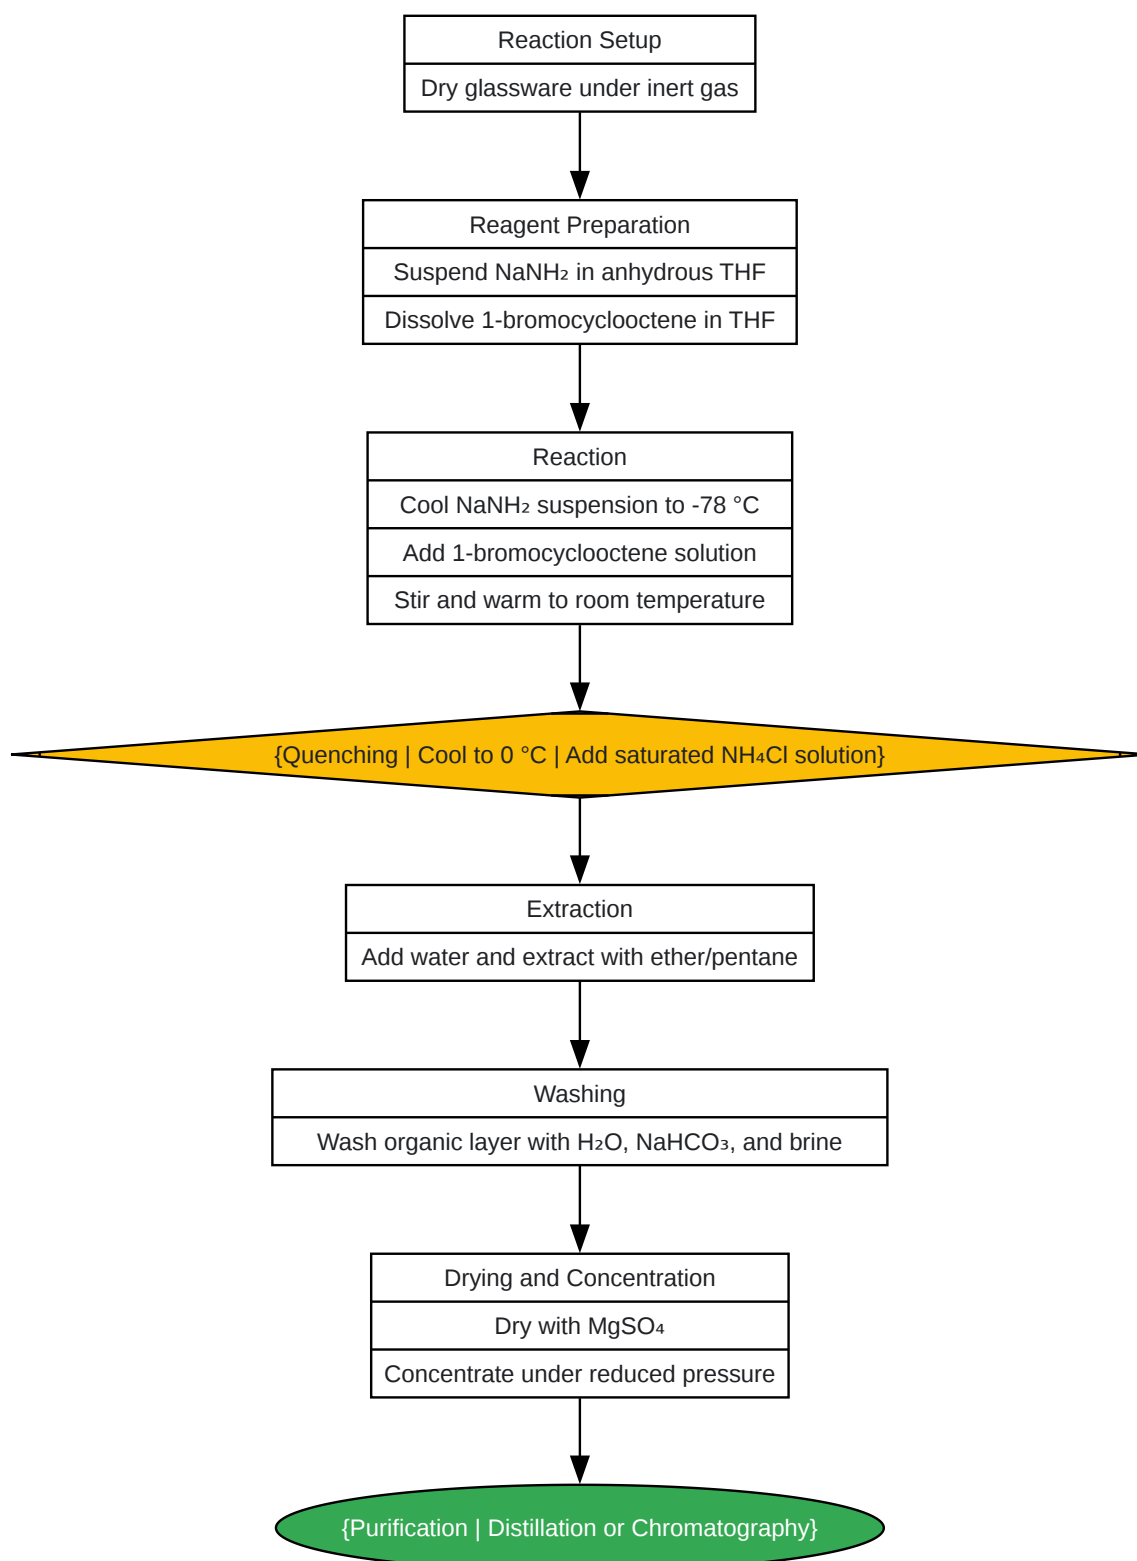 Reaction Setup
Dry glassware under inert gas
Reagent Preparation
Suspend NaNH₂ in anhydrous THF
Dissolve 1-bromocyclooctene in THF
Reaction
Cool NaNH₂ suspension to -78 °C
Add 1-bromocyclooctene solution
Stir and warm to room temperature
{Quenching | Cool to 0 °C | Add saturated NH₄Cl solution}
Extraction
Add water and extract with ether/pentane
Washing
Wash organic layer with H₂O, NaHCO₃, and brine
Drying and Concentration
Dry with MgSO₄
Concentrate under reduced pressure
{Purification | Distillation or Chromatography}